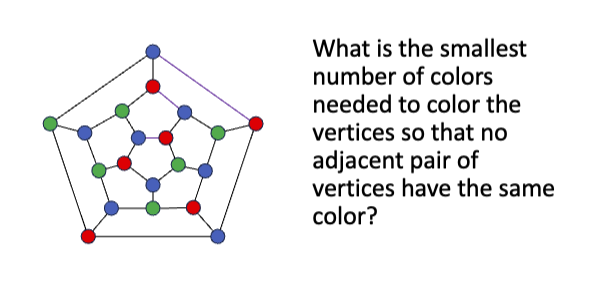 What is the smallest
number of colors
needed to color the
vertices so that no
adjacent pair of
vertices have the same
color?